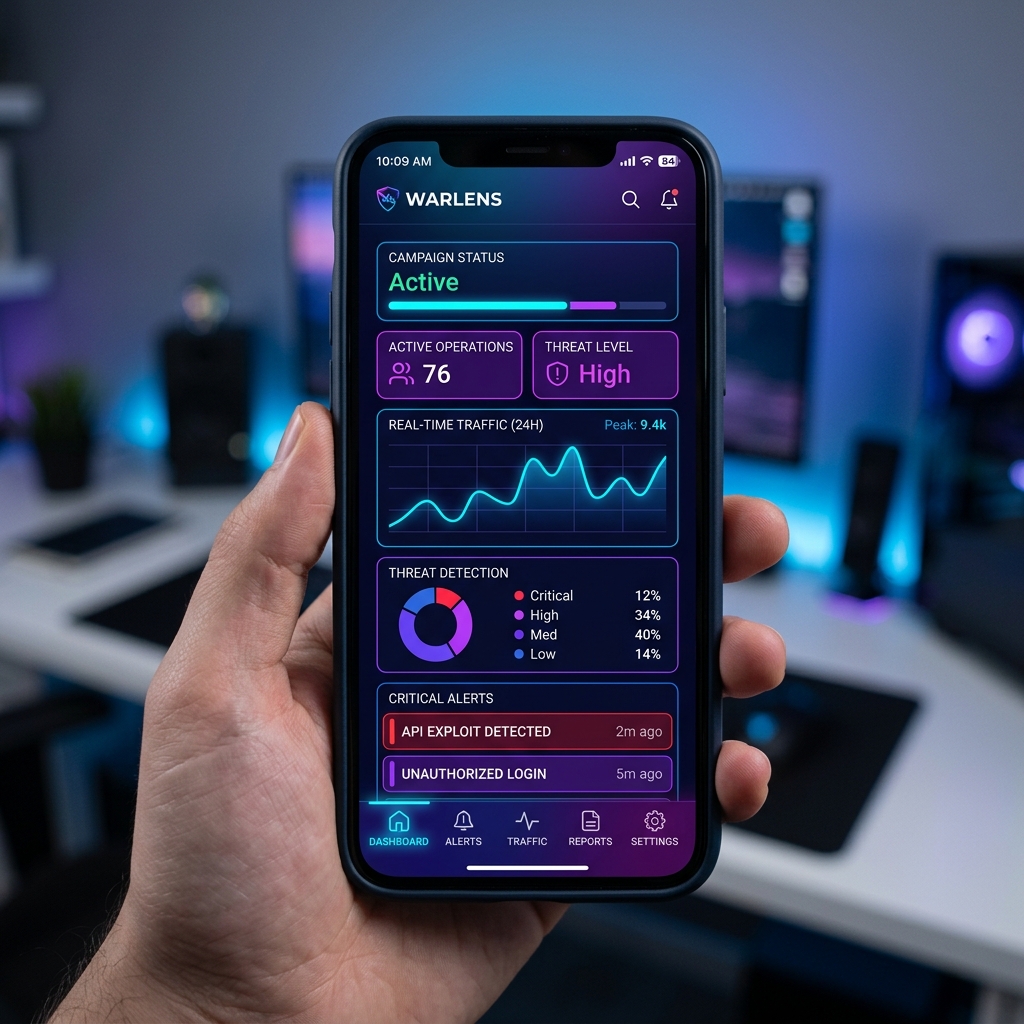 10:09 AM
84
WARLENS
CAMPAIGN STATUS
Active
ACTIVE OPERATIONS
76
THREAT LEVEL
High
REAL-TIME TRAFFIC (24H) Peak: 9.4k
THREAT DETECTION
Critical 12%
High 34%
Med 40%
Low 14%
CRITICAL ALERTS
API EXPLOIT DETECTED 2m ago
UNAUTHORIZED LOGIN 5m ago
DASHBOARD ALERTS TRAFFIC REPORTS SETTINGS